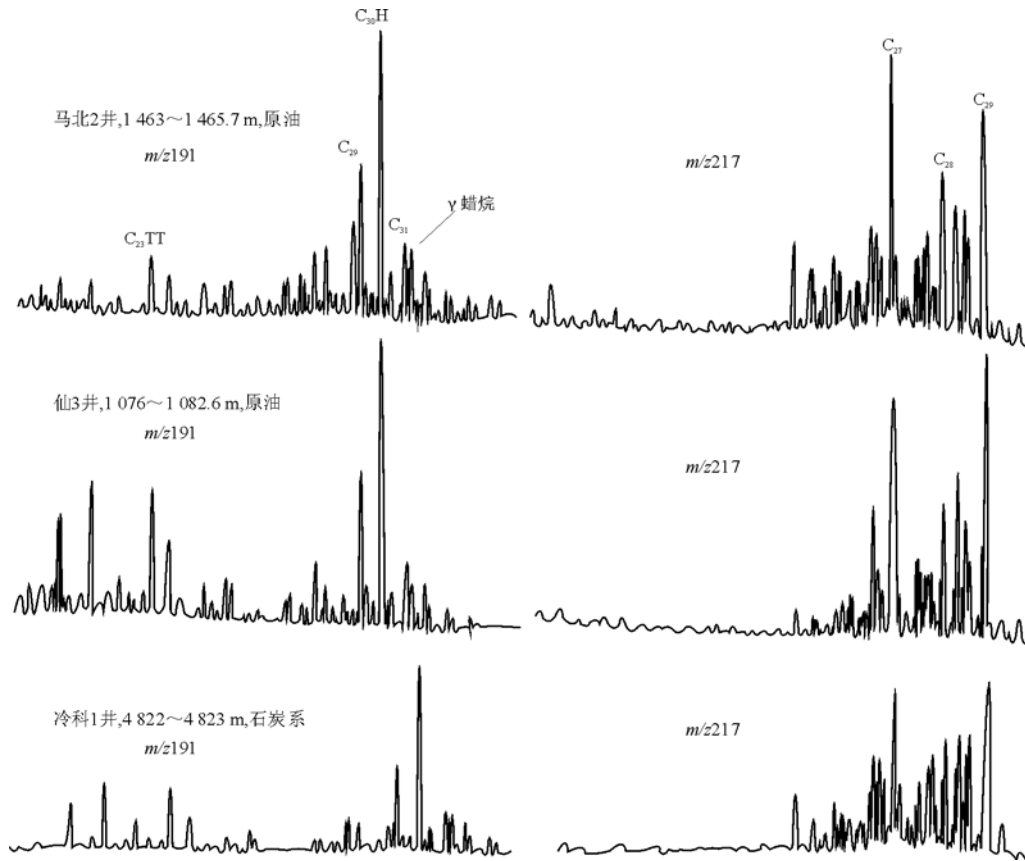 C₃₀H
C₂₇
马北2井,1 463～1 465.7 m,原油
C₂₉
m/z191
C₂₉
m/z217
C₂₈
γ 蜡烷
C₃₁
C₂₃TT
仙3井,1 076～1 082.6 m,原油
m/z191
m/z217
冷科1井,4 822～4 823 m,石炭系
m/z191
m/z217